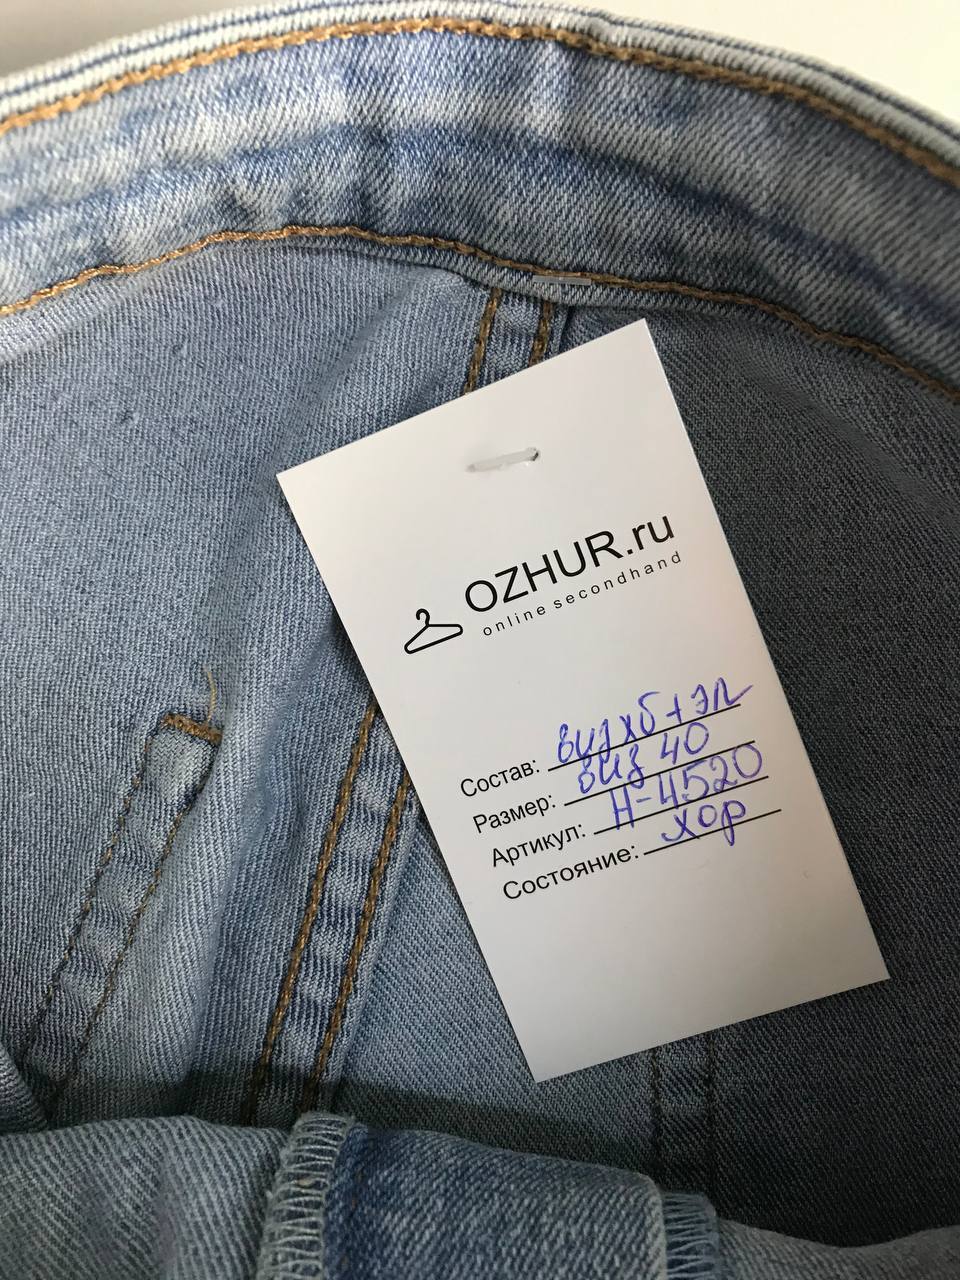 OZHUR.ru
online secondhand
Состав: виз хб + эл
Размер: виз 40
Артикул: Н-4520
Состояние: хор